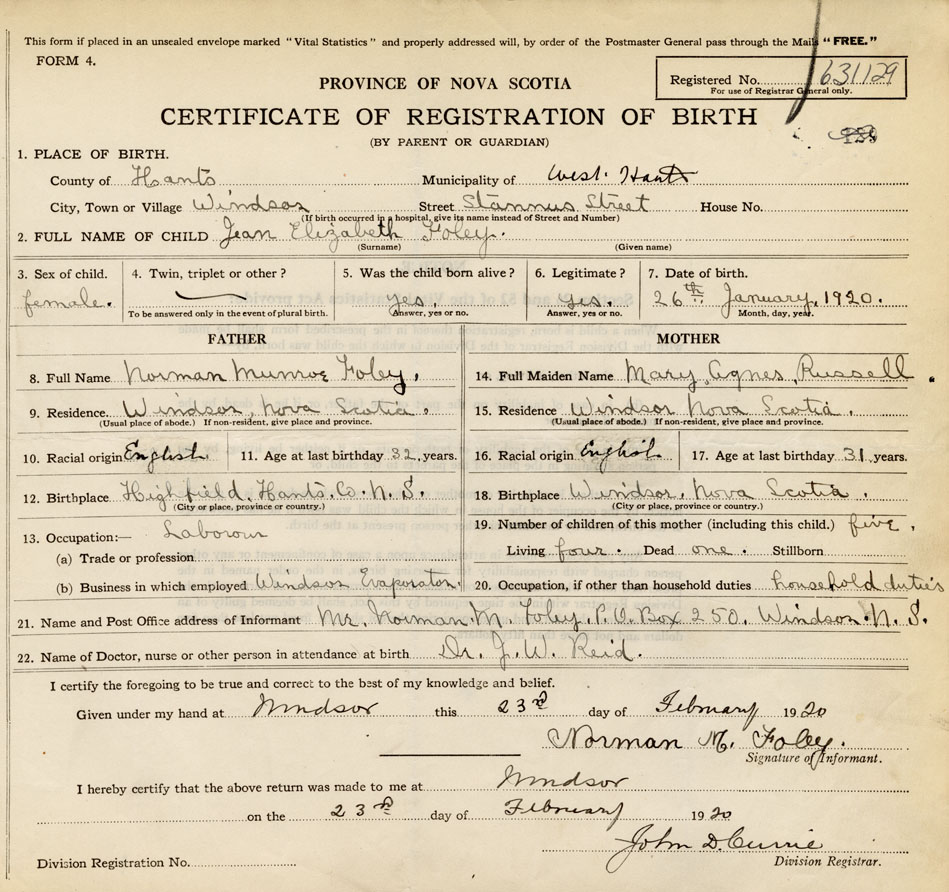 This form if placed in an unsealed envelope marked "Vital Statistics" and properly addressed will, by order of the Postmaster General pass through the Mails "FREE."
FORM 4.
PROVINCE OF NOVA SCOTIA
Registered No. 631129
For use of Registrar General only.
CERTIFICATE OF REGISTRATION OF BIRTH
(BY PARENT OR GUARDIAN)
1. PLACE OF BIRTH.
County of Hants Municipality of West. Hants
City, Town or Village Windsor Street Stannus Street House No.
(If birth occurred in a hospital, give its name instead of Street and Number)
2. FULL NAME OF CHILD Jean Elizabeth Foley.
(Surname) (Given name)
3. Sex of child. 4. Twin, triplet or other? 5. Was the child born alive? 6. Legitimate? 7. Date of birth.
female. yes. yes. 26th January, 1920.
To be answered only in the event of plural birth. Answer, yes or no. Answer, yes or no. Month, day, year.
FATHER MOTHER
8. Full Name Norman Munroe Foley, 14. Full Maiden Name Mary Agnes Russell.
9. Residence Windsor, Nova Scotia. 15. Residence Windsor Nova Scotia.
(Usual place of abode.) If non-resident, give place and province. (Usual place of abode.) If non-resident, give place and province.
10. Racial origin English 11. Age at last birthday 32, years. 16. Racial origin English 17. Age at last birthday 31, years.
12. Birthplace Highfield, Hants. Co. N. S. 18. Birthplace Windsor, Nova Scotia.
(City or place, province or country.) (City or place, province or country.)
13. Occupation:— Labourer 19. Number of children of this mother (including this child.) five.
(a) Trade or profession Living four. Dead one. Stillborn
(b) Business in which employed Windsor Evaporator. 20. Occupation, if other than household duties household duties
21. Name and Post Office address of Informant Mr. Norman M. Foley, P.O. Box 250. Windsor. N. S.
22. Name of Doctor, nurse or other person in attendance at birth Dr. J. W. Reid.
I certify the foregoing to be true and correct to the best of my knowledge and belief.
Given under my hand at Windsor this 23rd day of February 1920
Norman M. Foley.
Signature of Informant.
I hereby certify that the above return was made to me at Windsor
on the 23rd day of February 1920
John D. Currie
Division Registration No. Division Registrar.